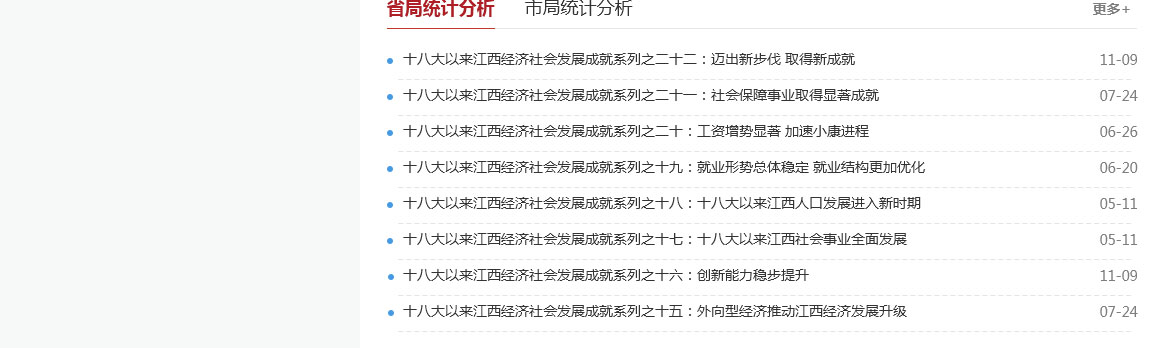 省局统计分析 市局统计分析 更多+
十八大以来江西经济社会发展成就系列之二十二：迈出新步伐 取得新成就 11-09
十八大以来江西经济社会发展成就系列之二十一：社会保障事业取得显著成就 07-24
十八大以来江西经济社会发展成就系列之二十：工资增势显著 加速小康进程 06-26
十八大以来江西经济社会发展成就系列之十九：就业形势总体稳定 就业结构更加优化 06-20
十八大以来江西经济社会发展成就系列之十八：十八大以来江西人口发展进入新时期 05-11
十八大以来江西经济社会发展成就系列之十七：十八大以来江西社会事业全面发展 05-11
十八大以来江西经济社会发展成就系列之十六：创新能力稳步提升 11-09
十八大以来江西经济社会发展成就系列之十五：外向型经济推动江西经济发展升级 07-24